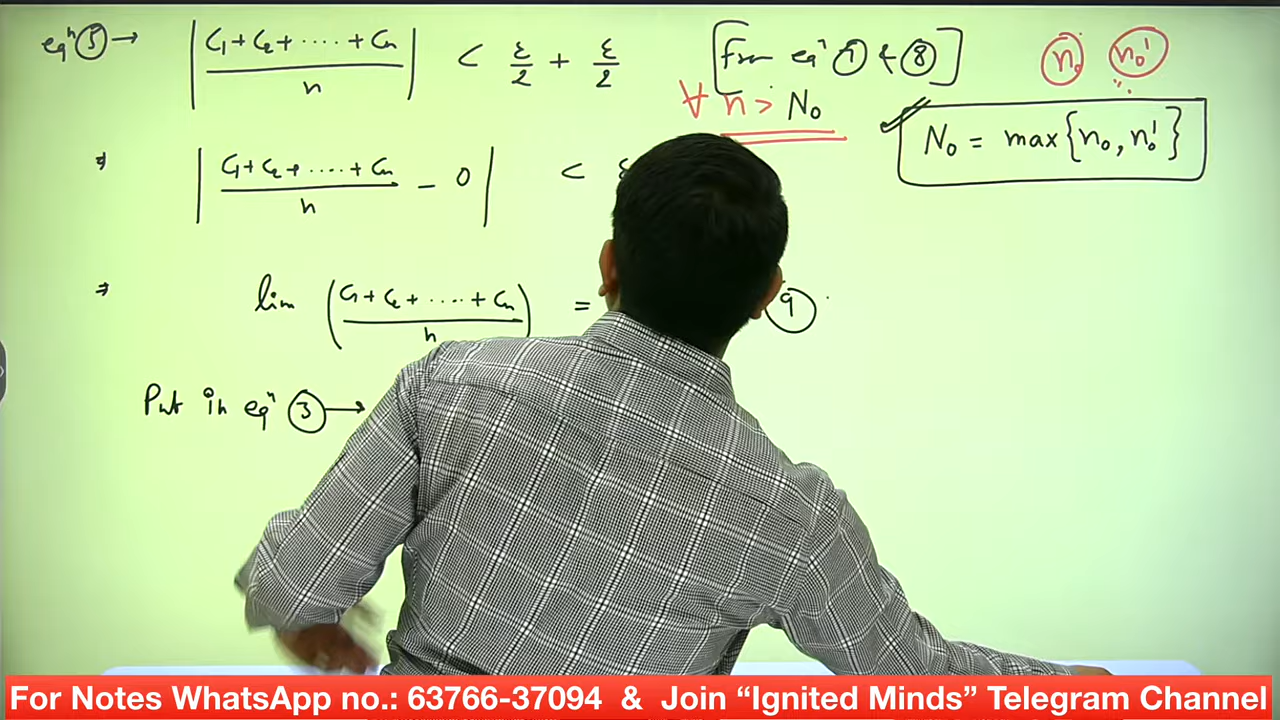 eqⁿ ⑤ → | (C₁ + C₂ + ..... + Cₙ) / n | < ε/2 + ε/2 [from eqⁿ ⑦ & ⑧] n₀ n₀'
∀ n > N₀
N₀ = max{n₀, n₀'}
⇒ | (C₁ + C₂ + ..... + Cₙ) / n − 0 | <
⇒ lim ( (C₁ + C₂ + ..... + Cₙ) / n ) = ⑨
Put in eqⁿ ③ →
For Notes WhatsApp no.: 63766-37094 & Join “Ignited Minds” Telegram Channel